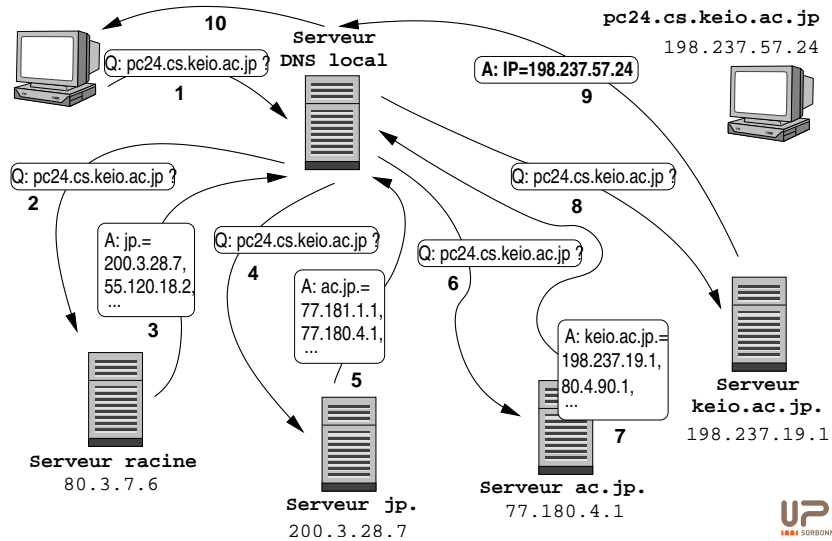 10
pc24.cs.keio.ac.jp
198.237.57.24
Serveur
DNS local
Q: pc24.cs.keio.ac.jp ?
1
A: IP=198.237.57.24
9
Q: pc24.cs.keio.ac.jp ?
2
Q: pc24.cs.keio.ac.jp ?
8
A: jp.=
200.3.28.7,
55.120.18.2,
...
3
Q: pc24.cs.keio.ac.jp ?
4
Q: pc24.cs.keio.ac.jp ?
6
A: ac.jp.=
77.181.1.1,
77.180.4.1,
...
5
A: keio.ac.jp.=
198.237.19.1,
80.4.90.1,
...
7
Serveur
keio.ac.jp.
198.237.19.1
Serveur racine
80.3.7.6
Serveur jp.
200.3.28.7
Serveur ac.jp.
77.180.4.1
UP
SORBONN